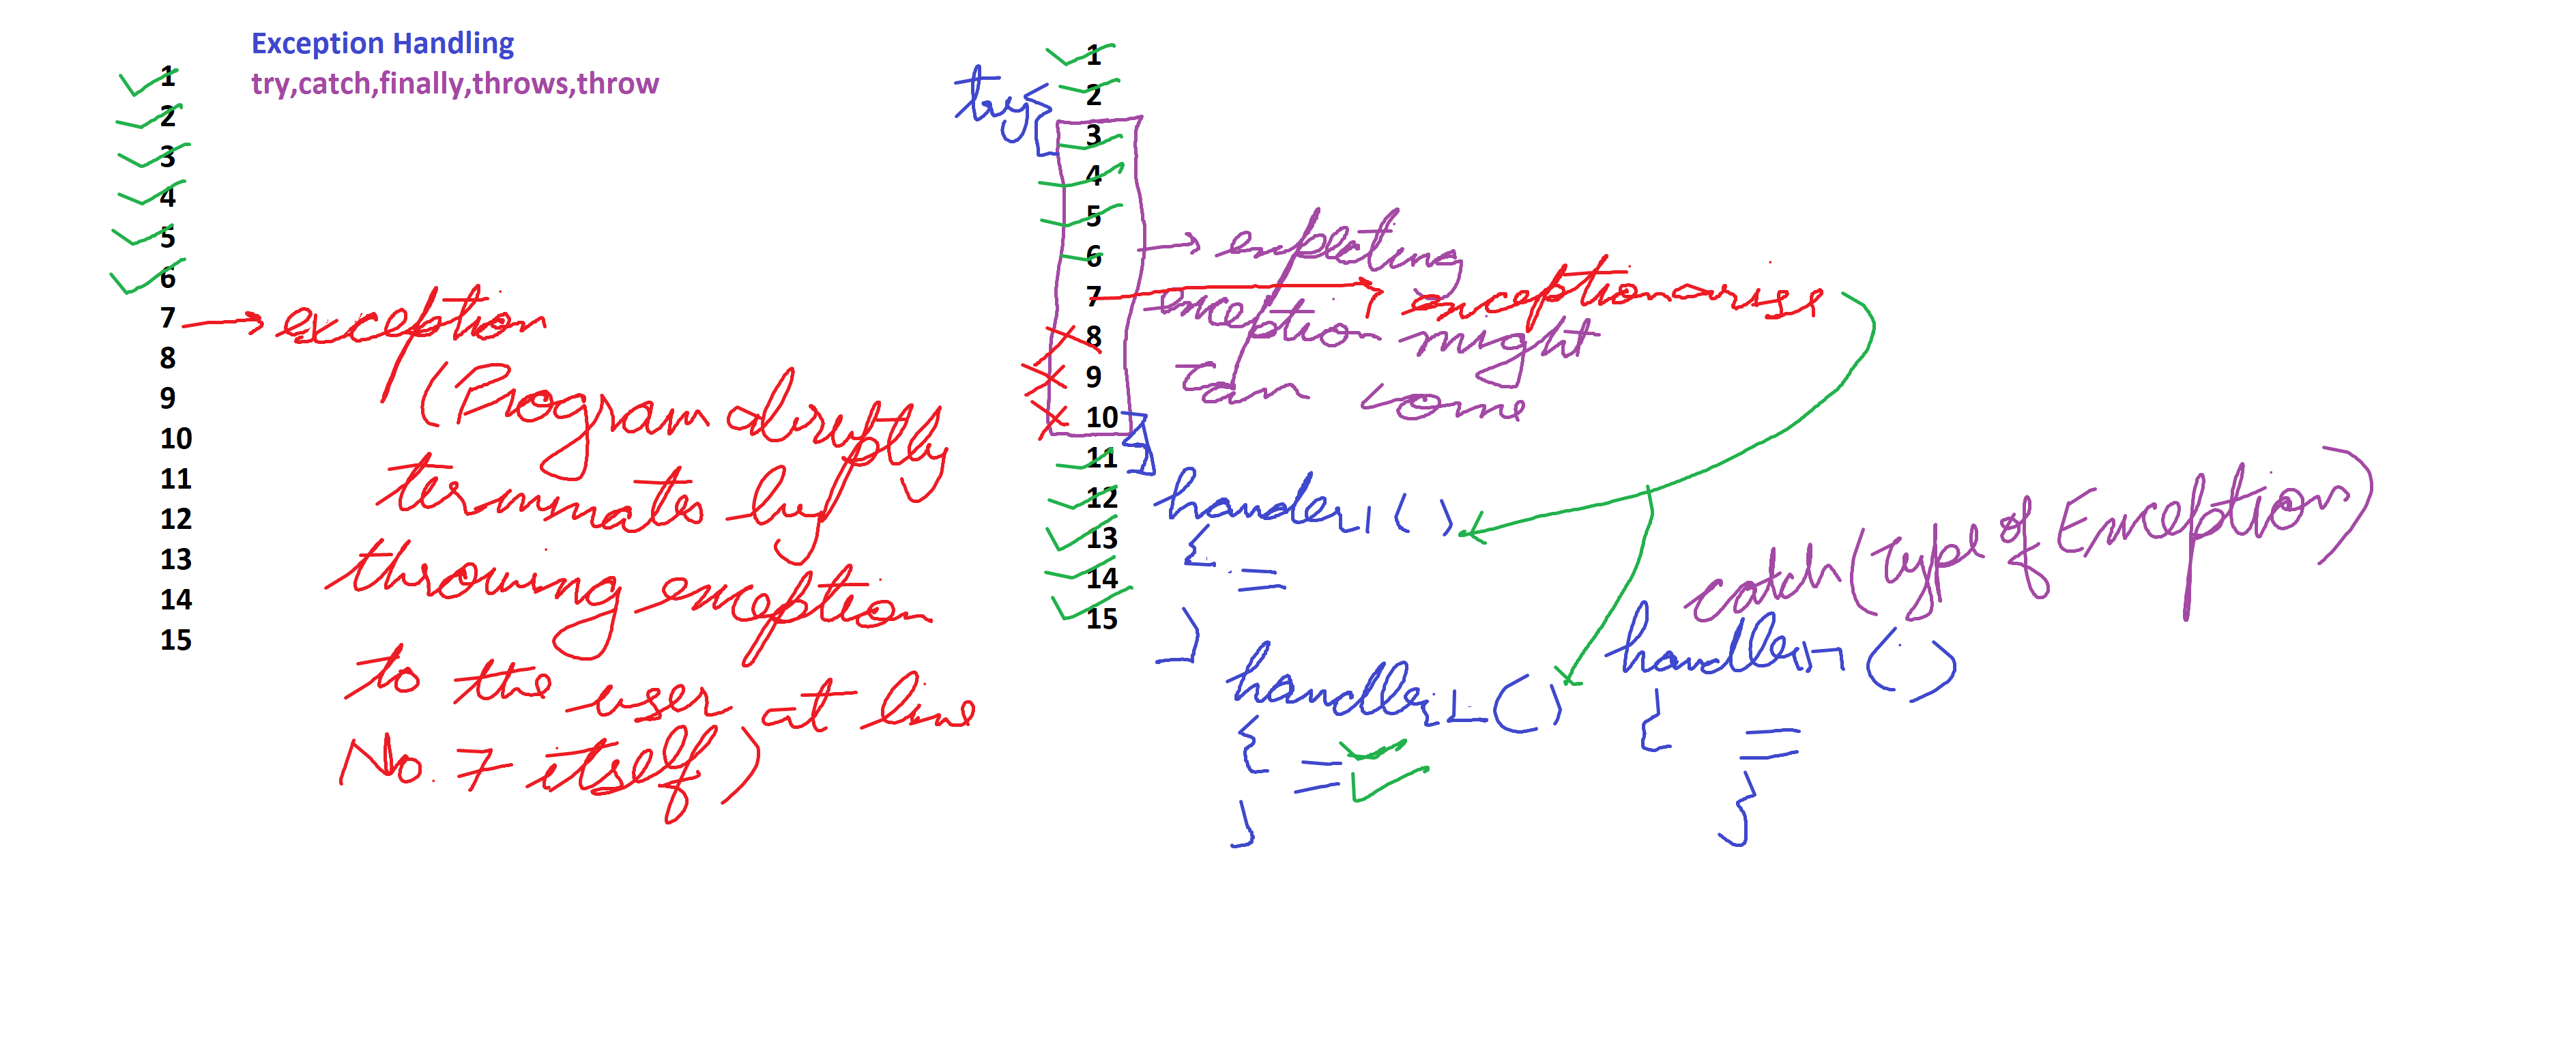 Exception Handling
try,catch,finally,throws,throw
1
2
3
4
5
6
7
8
9
10
11
12
13
14
15
exception
(Program abruptly
terminates by
throwing exception
to the user at line
No. 7 itself)
try{
1
2
3
4
5
6
7
8
9
10
11
12
13
14
15
}
expecting
exception might
can come
exception arises
handler1()
{
=
}
handler2()
{
=
}
catch(type of Exception)
handler()
{
=
}